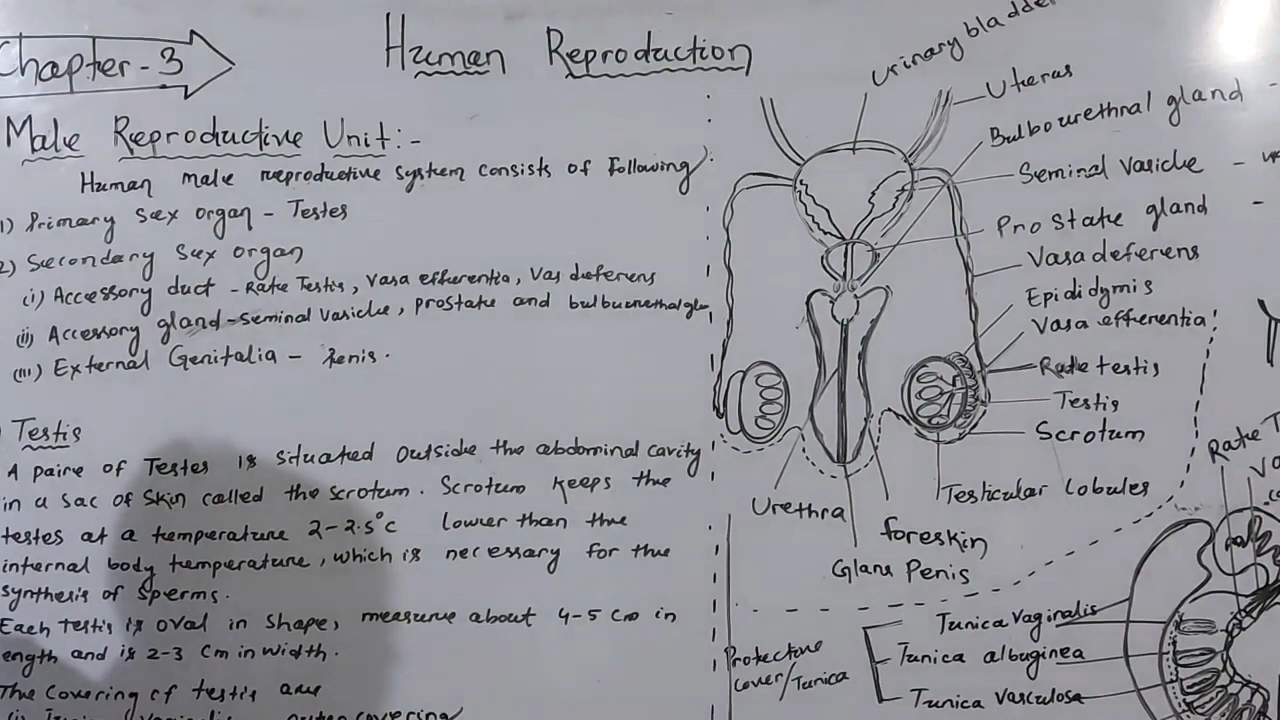 Chapter - 3
Human Reproduction
Male Reproductive Unit:-
Human male reproductive system consists of following
1) Primary sex organ - Testes
2) Secondary sex organ
(i) Accessory duct - Rate Testis, Vasa efferentia, Vas deferens
(ii) Accessory gland - Seminal Vasicle, prostate and bulbourethal glan
(iii) External Genitalia - Penis.
Testis
A paire of Testes is situated outside the abdominal cavity
in a sac of skin called the scrotum. Scrotum keeps the
testes at a temperature 2-2.5°c lower than the
internal body temperature, which is necessary for the
synthesis of sperms.
Each testis is oval in shape, measure about 4-5 cm in
ength and is 2-3 cm in width.
The covering of testis are
outer covering
Urinary bladder
Uteras
Bulbourethral gland -
Seminal Vasicle -
Prostate gland -
Vasa deferens
Epididymis
Vasa efferentia
Rate testis
Testis
Scrotum
Testicular lobules
Urethra
foreskin
Glans Penis
Rate T
Va
Protective
cover/Tunica
Tunica vaginalis
Tunica albuginea
Tunica vasculosa